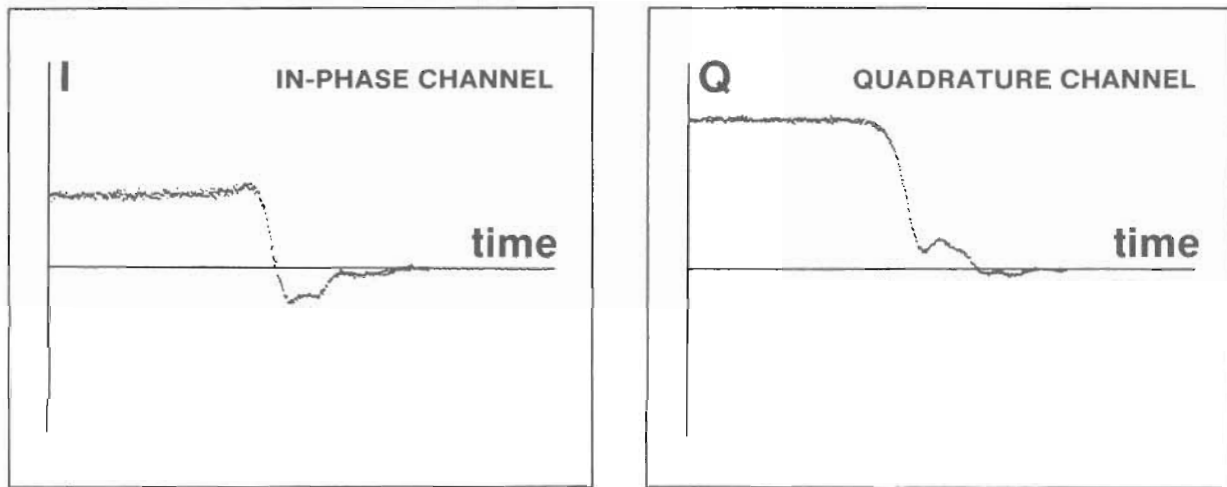 I
IN-PHASE CHANNEL
time
Q
QUADRATURE CHANNEL
time